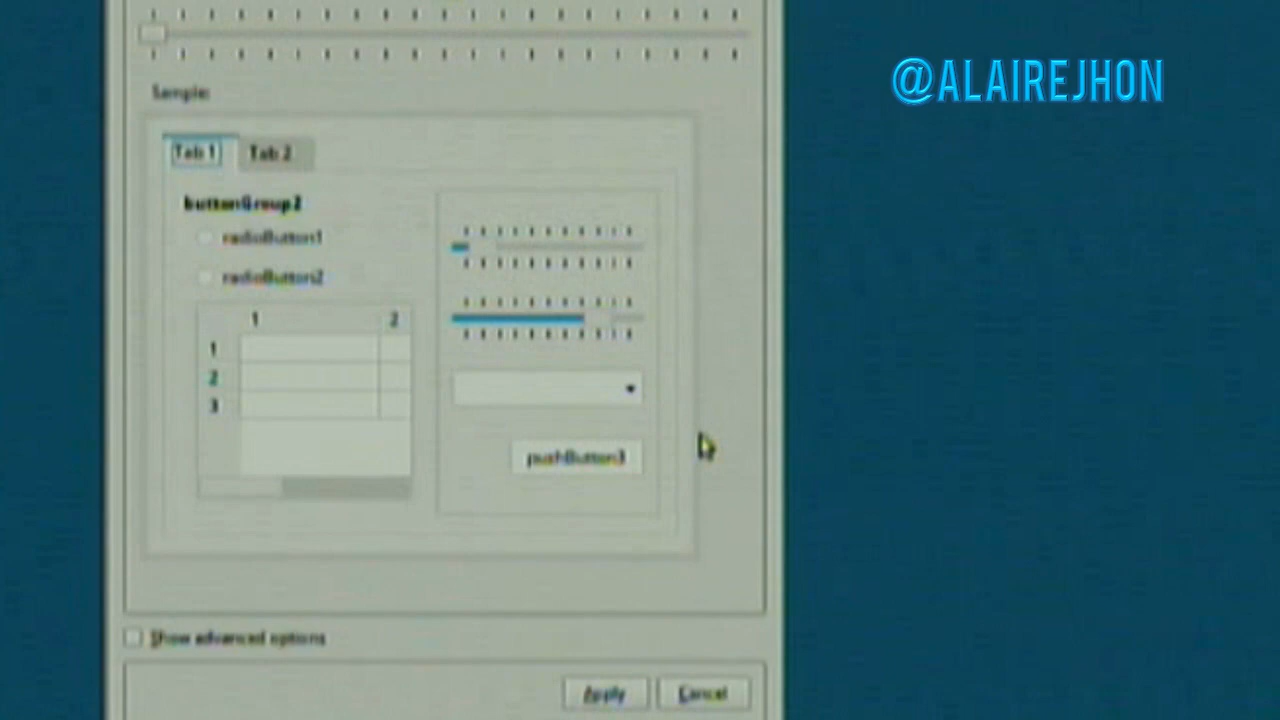 @ALAIREJHON
Sample:
Tab 1
Tab 2
buttonGroup2
radioButton1
radioButton2
1 2
1
2
3
pushButton3
Show advanced options
Apply
Cancel